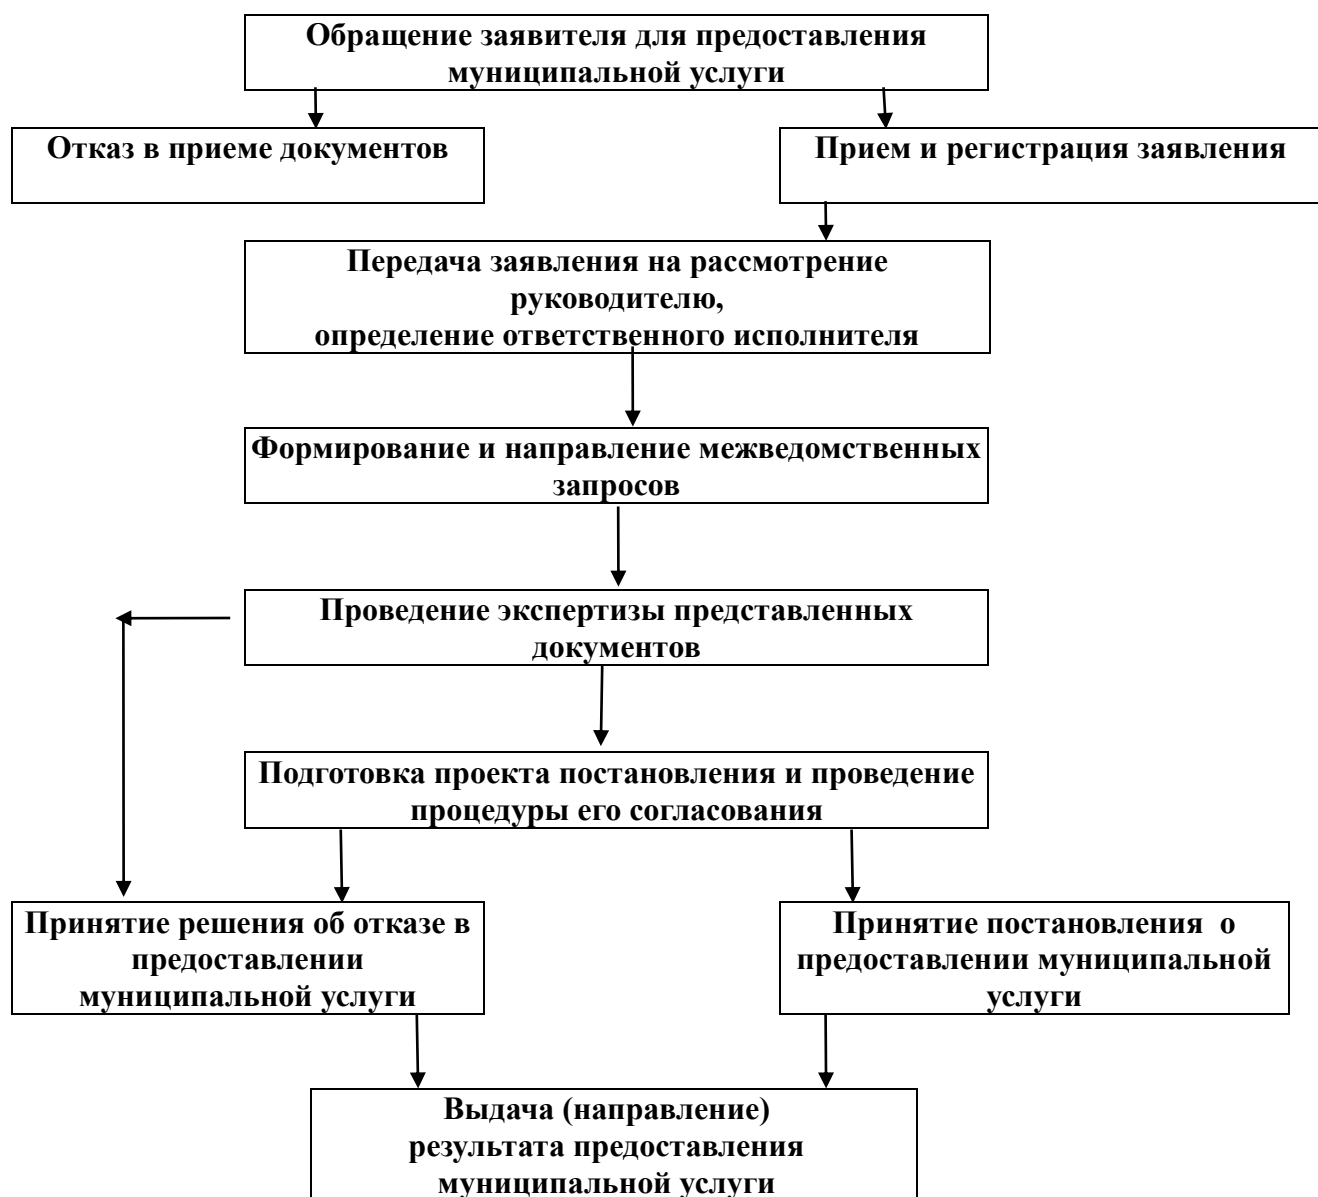 Обращение заявителя для предоставления
муниципальной услуги
Отказ в приеме документов
Прием и регистрация заявления
Передача заявления на рассмотрение
руководителю,
определение ответственного исполнителя
Формирование и направление межведомственных
запросов
Проведение экспертизы представленных
документов
Подготовка проекта постановления и проведение
процедуры его согласования
Принятие решения об отказе в
предоставлении
муниципальной услуги
Принятие постановления о
предоставлении муниципальной
услуги
Выдача (направление)
результата предоставления
муниципальной услуги